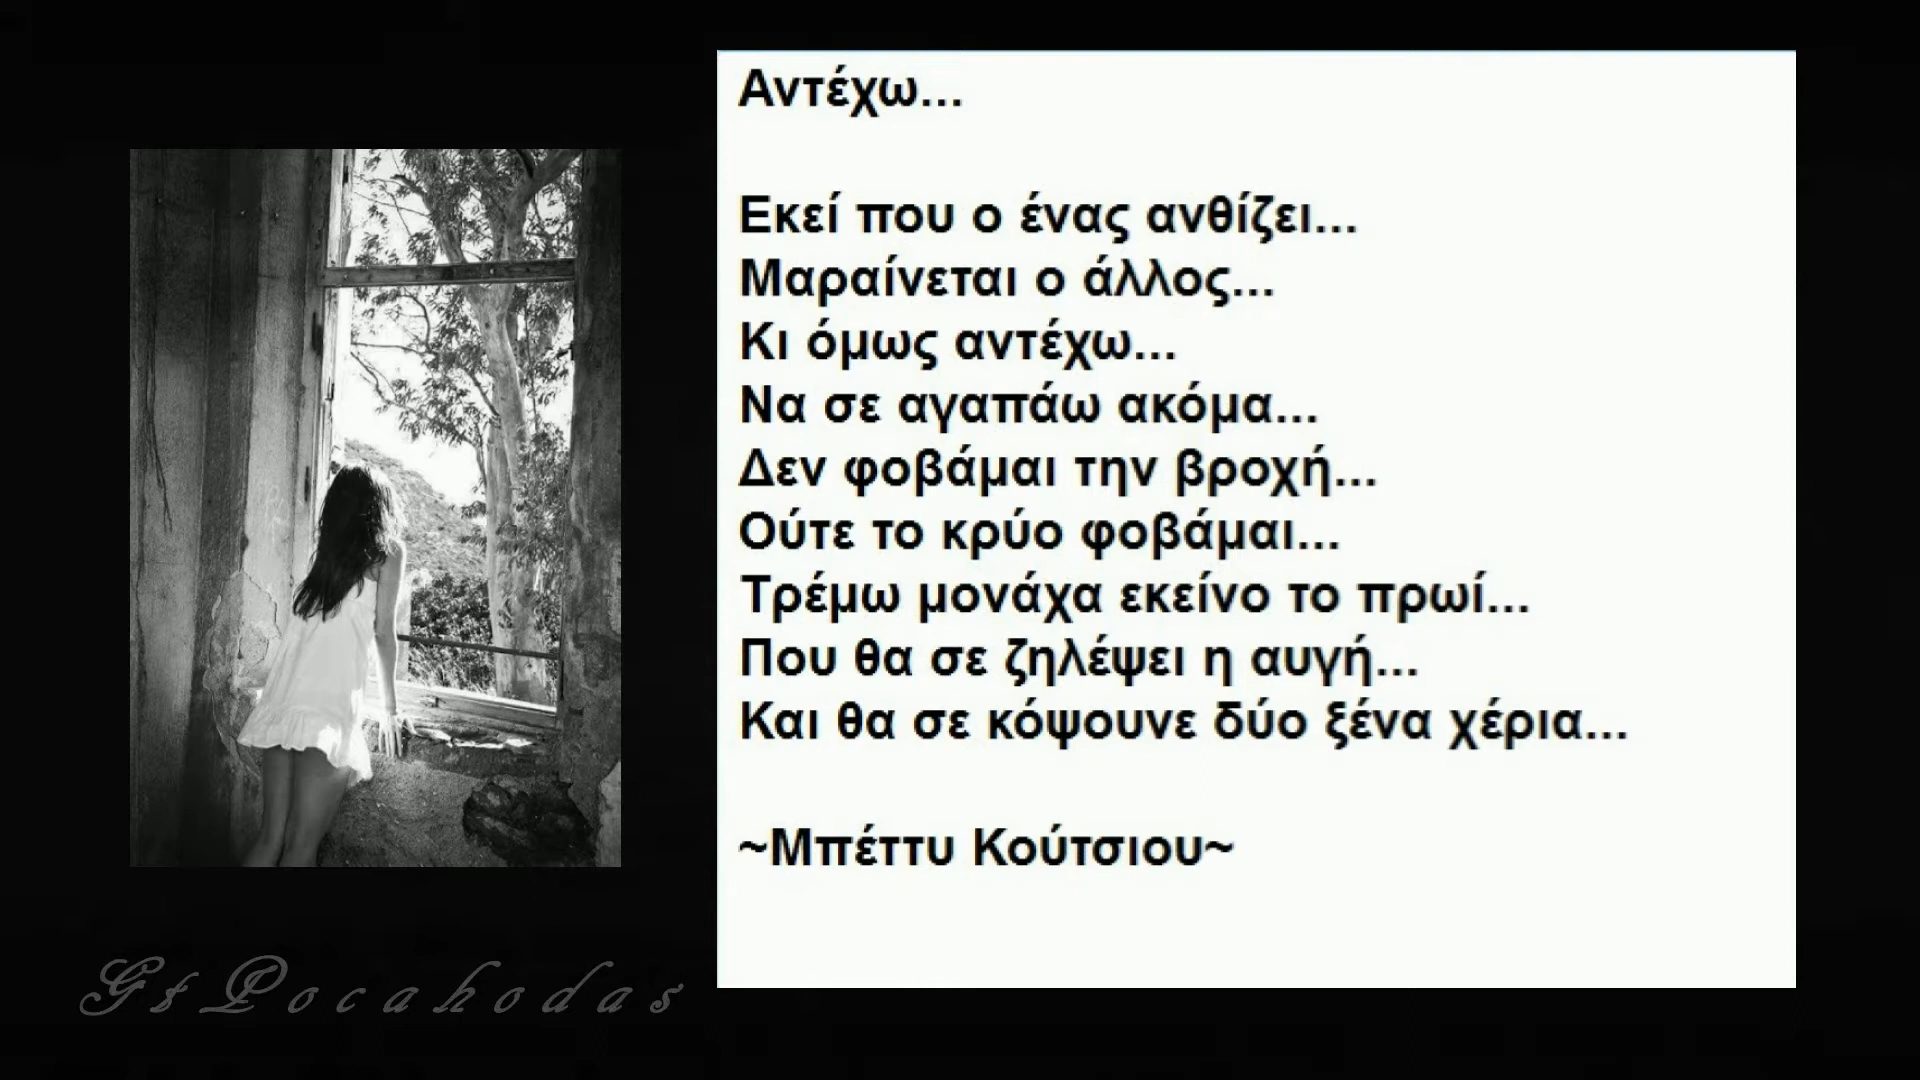 Αντέχω...
Εκεί που ο ένας ανθίζει...
Μαραίνεται ο άλλος...
Κι όμως αντέχω...
Να σε αγαπάω ακόμα...
Δεν φοβάμαι την βροχή...
Ούτε το κρύο φοβάμαι...
Τρέμω μονάχα εκείνο το πρωί...
Που θα σε ζηλέψει η αυγή...
Και θα σε κόψουνε δύο ξένα χέρια...
~Μπέττυ Κούτσιου~
GtPocahodas